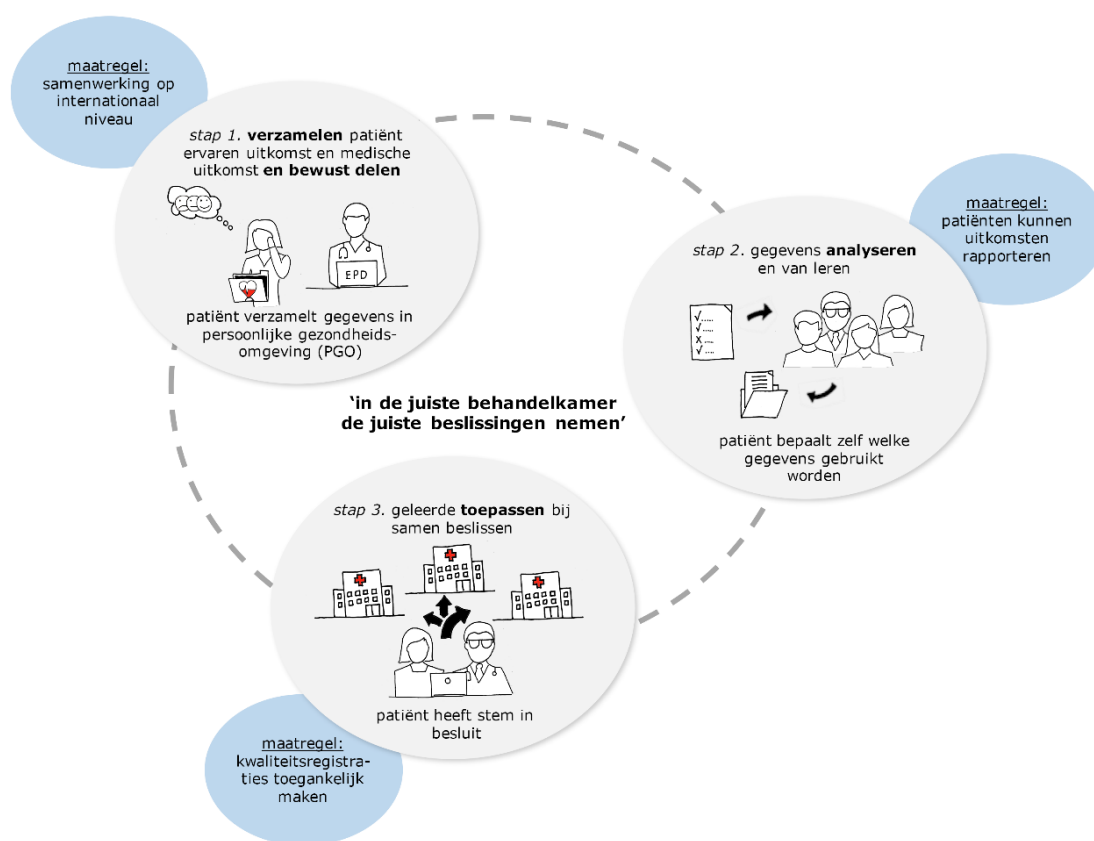 maatregel:
samenwerking op
internationaal
niveau
stap 1. verzamelen patiënt
ervaren uitkomst en medische
uitkomst en bewust delen
EPD
patiënt verzamelt gegevens in
persoonlijke gezondheids-
omgeving (PGO)
maatregel:
patiënten kunnen
uitkomsten
rapporteren
stap 2. gegevens analyseren
en van leren
√.....
√.....
x ...
√ ....
patiënt bepaalt zelf welke
gegevens gebruikt
worden
‘in de juiste behandelkamer
de juiste beslissingen nemen’
stap 3. geleerde toepassen bij
samen beslissen
patiënt heeft stem in
besluit
maatregel:
kwaliteitsregistra-
ties toegankelijk
maken